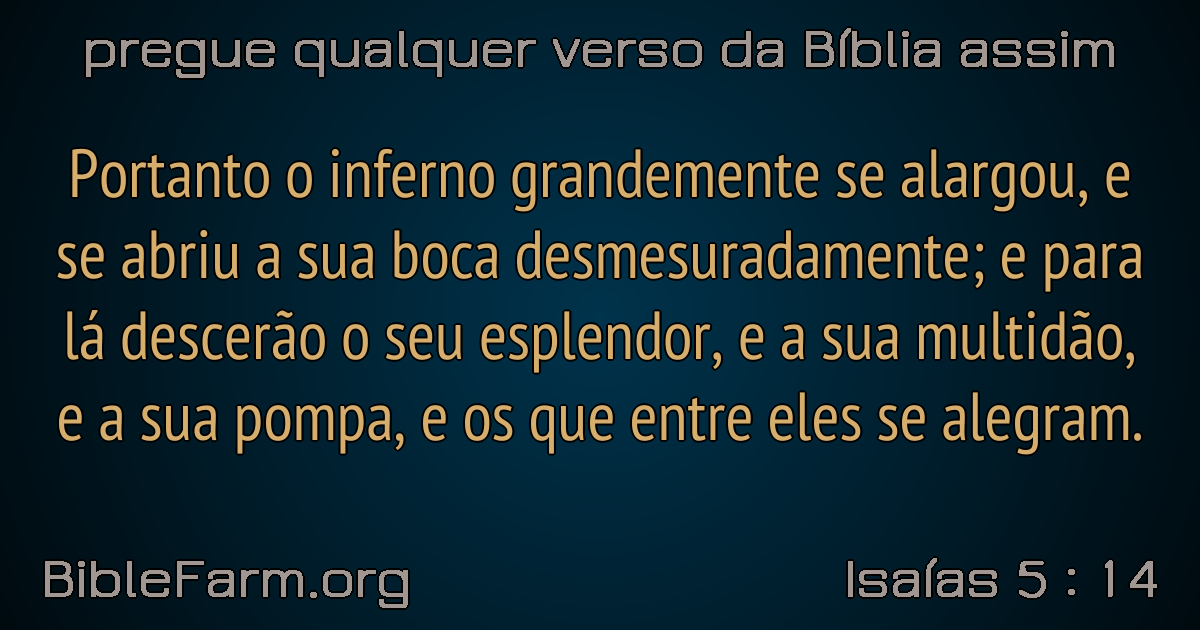 pregue qualquer verso da Bíblia assim
Portanto o inferno grandemente se alargou, e
se abriu a sua boca desmesuradamente; e para
lá descerão o seu esplendor, e a sua multidão,
e a sua pompa, e os que entre eles se alegram.
BibleFarm.org
Isaías 5 : 14